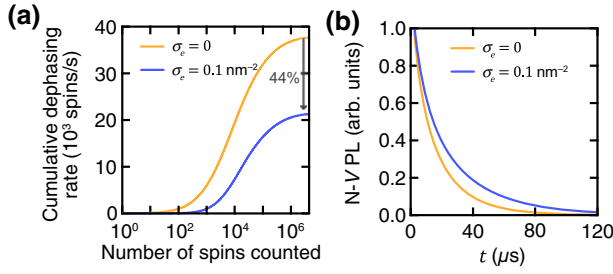 (a)
Cumulative dephasing
rate (10³ spins/s)
40
30
20
10
0
σₑ = 0
σₑ = 0.1 nm⁻²
44%
10⁰ 10² 10⁴ 10⁶
Number of spins counted
(b)
N-V PL (arb. units)
1.0
0.8
0.6
0.4
0.2
0.0
σₑ = 0
σₑ = 0.1 nm⁻²
0 40 80 120
t (μs)